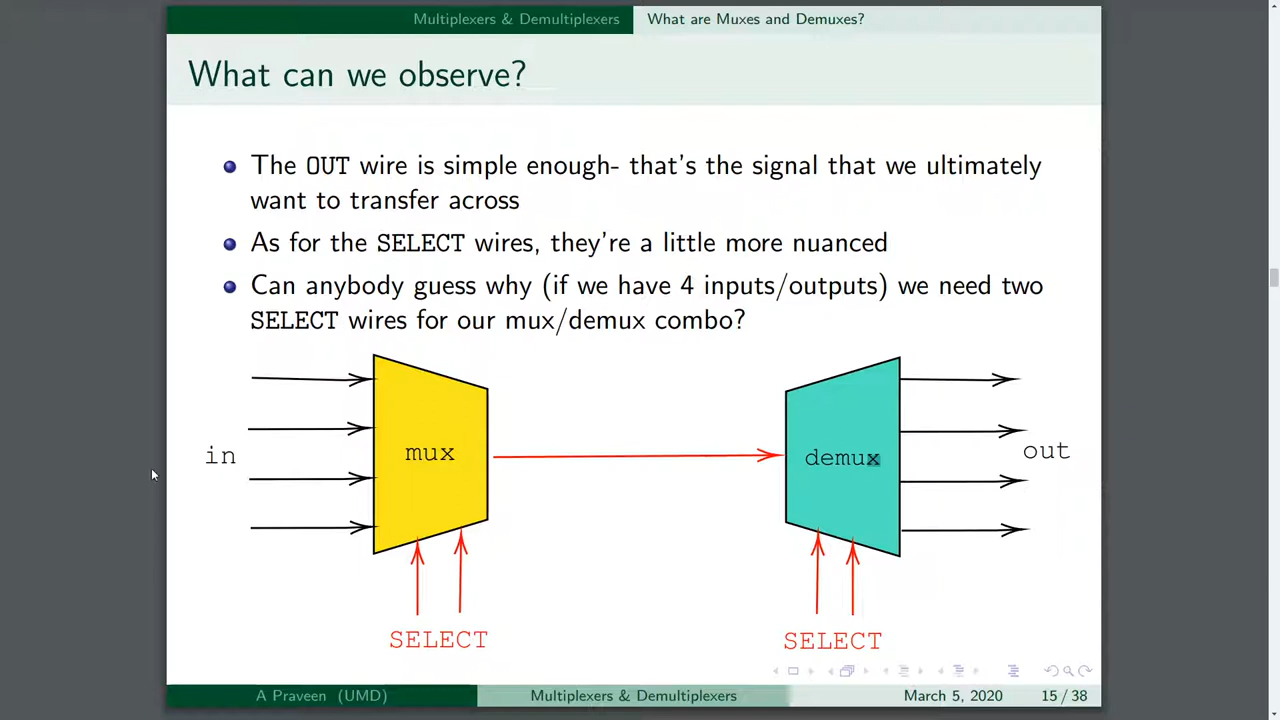 Multiplexers & Demultiplexers What are Muxes and Demuxes?
What can we observe?
The OUT wire is simple enough- that's the signal that we ultimately
want to transfer across
As for the SELECT wires, they're a little more nuanced
Can anybody guess why (if we have 4 inputs/outputs) we need two
SELECT wires for our mux/demux combo?
in
mux
demux
out
SELECT
SELECT
A Praveen (UMD) Multiplexers & Demultiplexers March 5, 2020 15 / 38